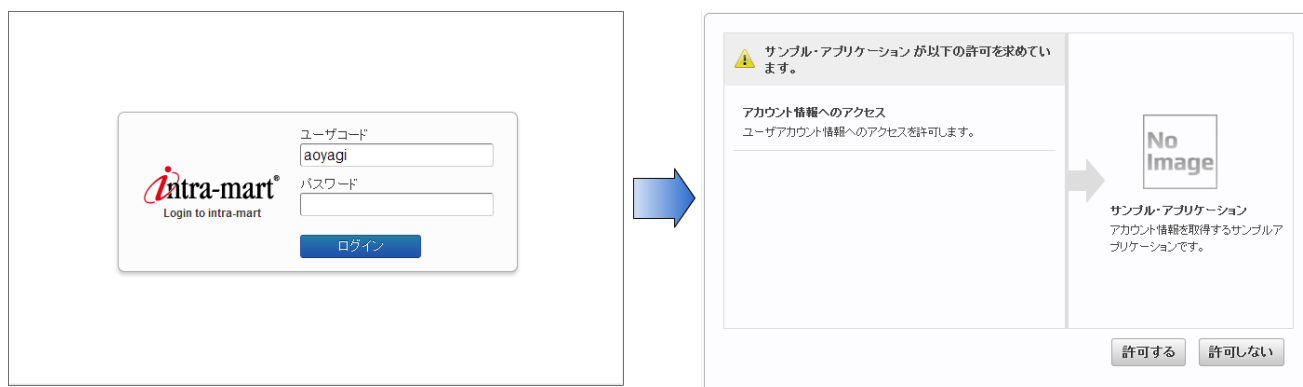 ユーザコード
aoyagi
intra-mart®
パスワード
Login to intra-mart
ログイン
サンプル・アプリケーション が以下の許可を求めてい
ます。
アカウント情報へのアクセス
ユーザアカウント情報へのアクセスを許可します。
No
Image
サンプル・アプリケーション
アカウント情報を取得するサンプルア
プリケーションです。
許可する
許可しない